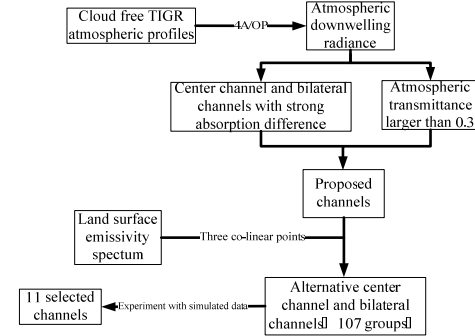 Cloud free TIGR
atmospheric profiles
4A/OP
Atmospheric
downwelling
radiance
Center channel and bilateral
channels with strong
absorption difference
Atmospheric
transmittance
larger than 0.3
Proposed
channels
Land surface
emissivity
spectum
Three co-linear points
Alternative center
channel and bilateral
channels 107 groups
Experiment with simulated data
11 selected
channels